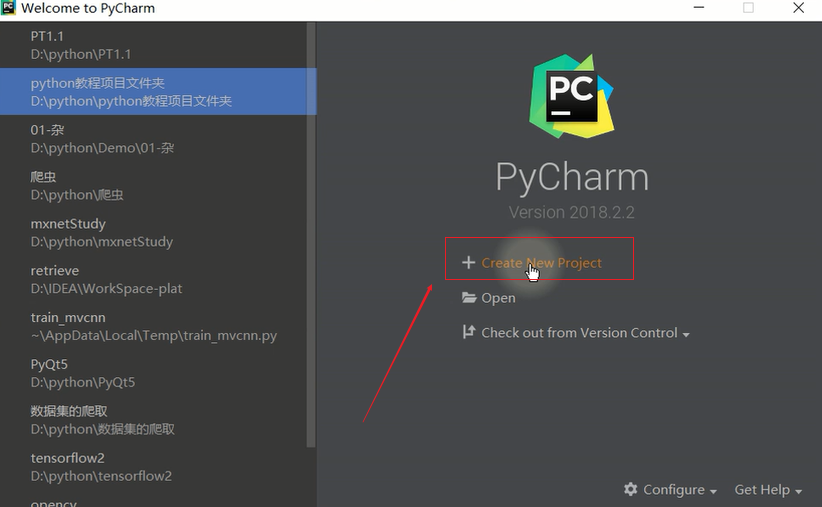 Welcome to PyCharm
PT1.1
D:\python\PT1.1
python教程项目文件夹
D:\python\python教程项目文件夹
01-杂
D:\python\Demo\01-杂
爬虫
D:\python\爬虫
mxnetStudy
D:\python\mxnetStudy
retrieve
D:\IDEA\WorkSpace-plat
train_mvcnn
~\AppData\Local\Temp\train_mvcnn.py
PyQt5
D:\python\PyQt5
数据集的爬取
D:\python\数据集的爬取
tensorflow2
D:\python\tensorflow2
opencv
PC
PyCharm
Version 2018.2.2
Create New Project
Open
Check out from Version Control
Configure
Get Help